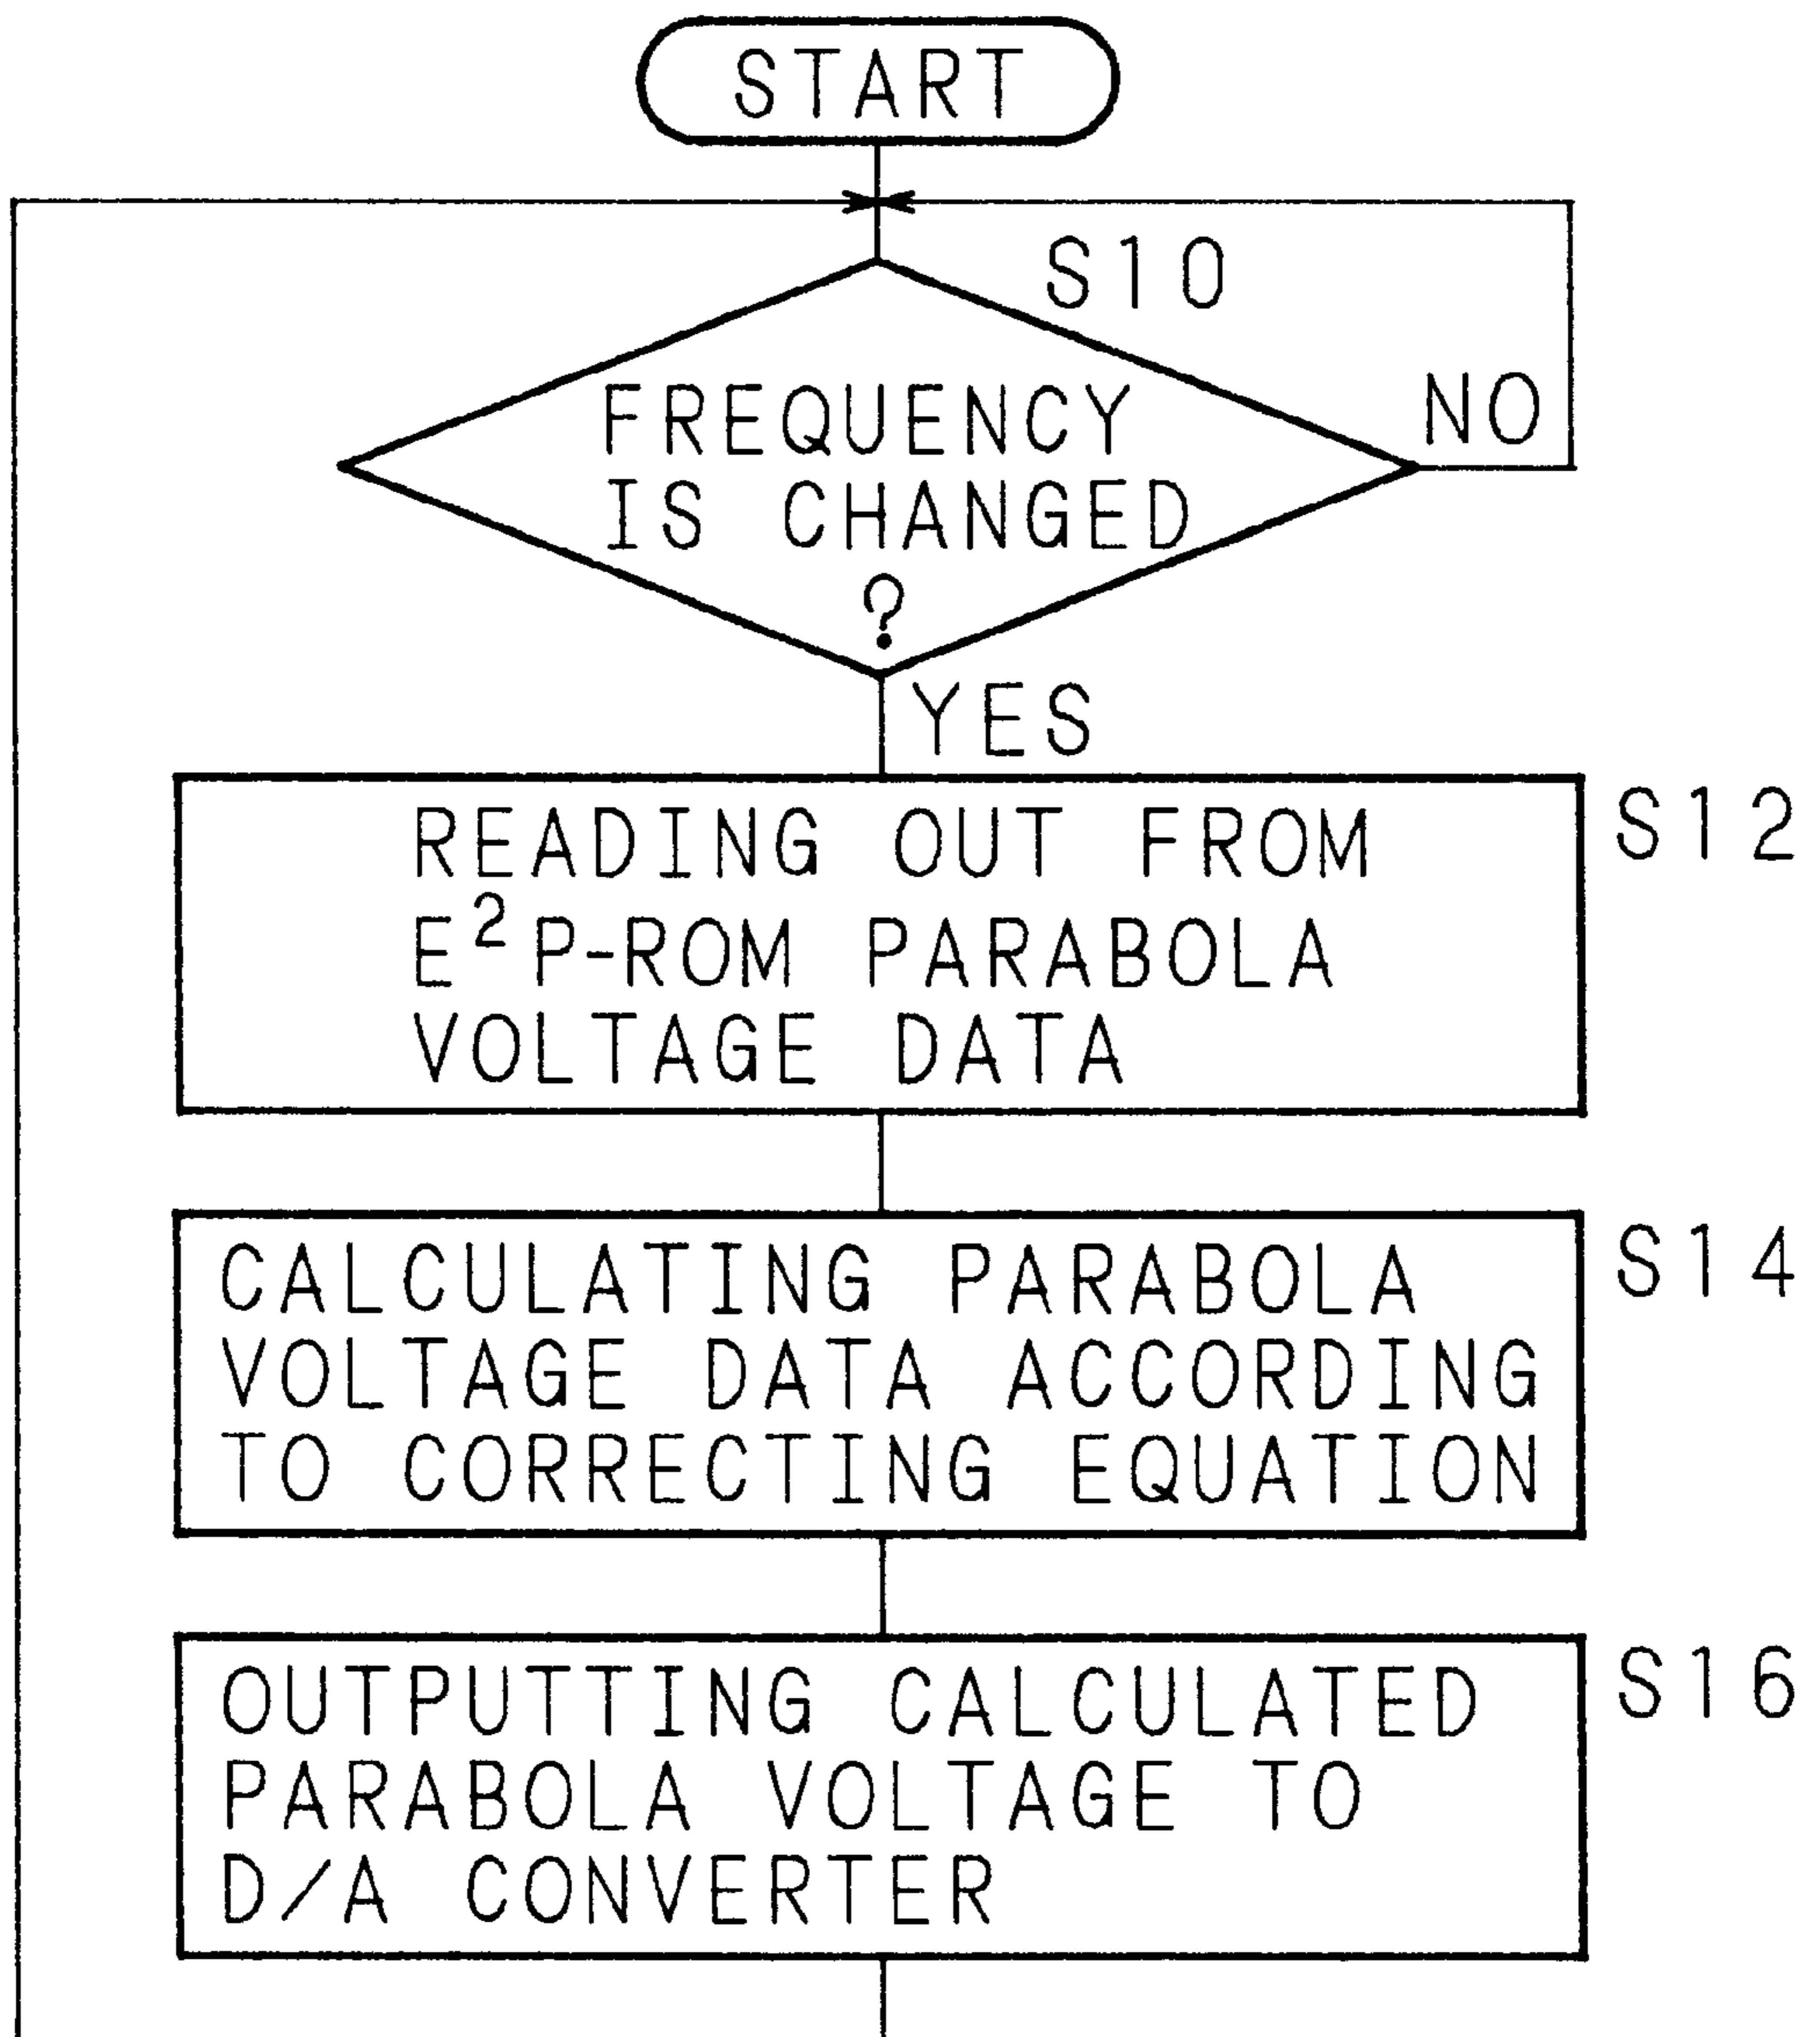 START
S10
FREQUENCY
IS CHANGED
?
NO
YES
S12
READING OUT FROM
E² P-ROM PARABOLA
VOLTAGE DATA
S14
CALCULATING PARABOLA
VOLTAGE DATA ACCORDING
TO CORRECTING EQUATION
S16
OUTPUTTING CALCULATED
PARABOLA VOLTAGE TO
D/A CONVERTER